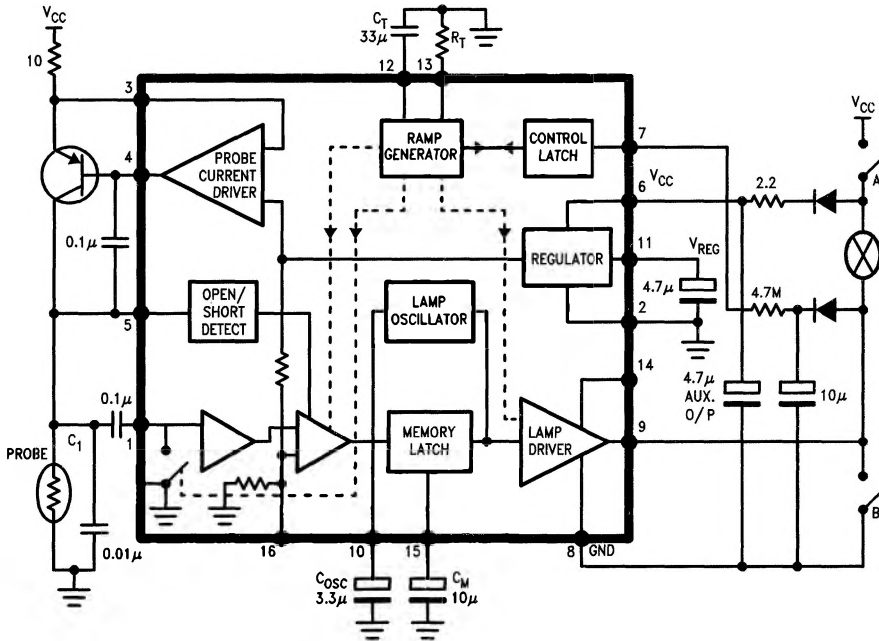 VCC
10
CT
33µ
RT
12
13
3
4
PROBE
CURRENT
DRIVER
RAMP
GENERATOR
CONTROL
LATCH
7
VCC
A
6
VCC
2.2
0.1µ
REGULATOR
11
VREG
4.7µ
2
5
OPEN/
SHORT
DETECT
LAMP
OSCILLATOR
4.7M
14
4.7µ
AUX.
O/P
10µ
0.1µ
C1
1
PROBE
MEMORY
LATCH
LAMP
DRIVER
9
B
0.01µ
16
10
15
8
GND
COSC
3.3µ
CM
10µ